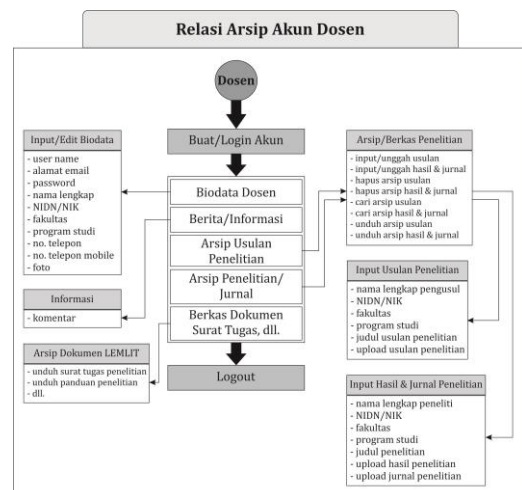 Relasi Arsip Akun Dosen
Dosen
Buat/Login Akun
Biodata Dosen
Berita/Informasi
Arsip Usulan
Penelitian
Arsip Penelitian/
Jurnal
Berkas Dokumen
Surat Tugas, dll.
Logout
Input/Edit Biodata
- user name
- alamat email
- password
- nama lengkap
- NIDN/NIK
- fakultas
- program studi
- no. telepon
- no. telepon mobile
- foto
Informasi
- komentar
Arsip Dokumen LEMLIT
- unduh surat tugas penelitian
- unduh panduan penelitian
- dll.
Arsip/Berkas Penelitian
- input/unggah usulan
- input/unggah hasil & jurnal
- hapus arsip usulan
- hapus arsip hasil & jurnal
- cari arsip usulan
- cari arsip hasil & jurnal
- unduh arsip usulan
- unduh arsip hasil & jurnal
Input Usulan Penelitian
- nama lengkap pengusul
- NIDN/NIK
- fakultas
- program studi
- judul usulan penelitian
- upload usulan penelitian
Input Hasil & Jurnal Penelitian
- nama lengkap peneliti
- NIDN/NIK
- fakultas
- program studi
- judul penelitian
- upload hasil penelitian
- upload jurnal penelitian